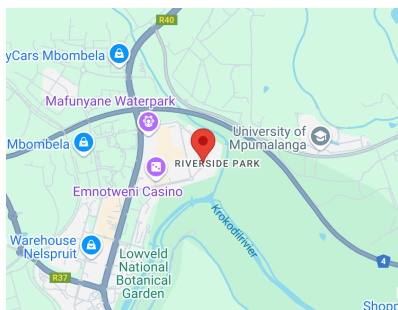 R40
yCars Mbombela
Mafunyane Waterpark
Mbombela
University of
Mpumalanga
RIVERSIDE PARK
Emnotweni Casino
Krokodilrivier
Warehouse
Nelspruit
Lowveld
National
Botanical
Garden
R37
4
Shopp